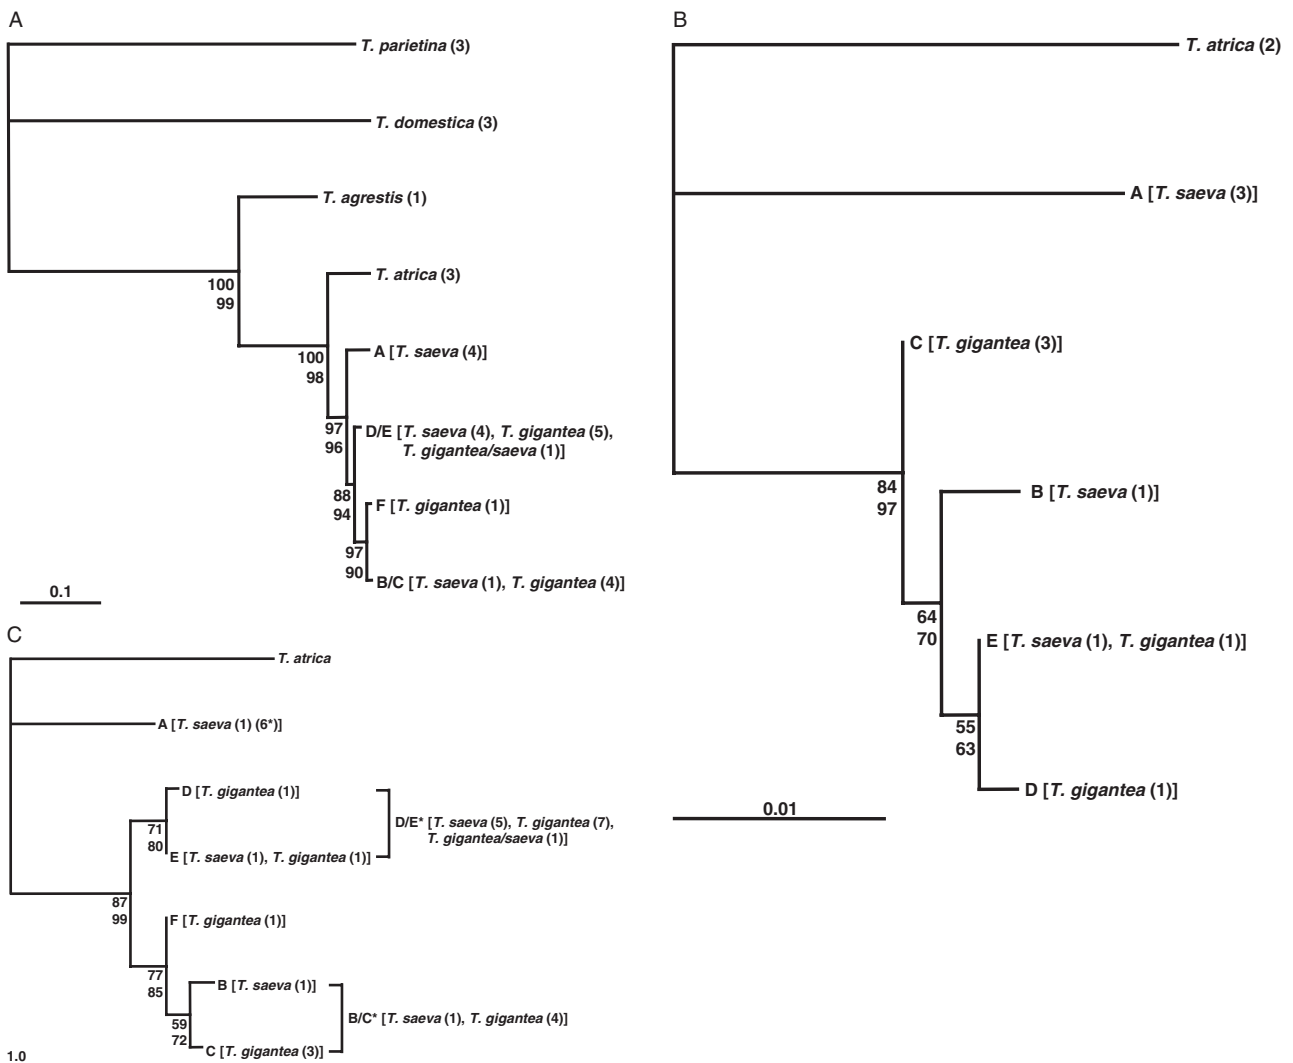 A
T. parietina (3)
T. domestica (3)
T. agrestis (1)
100
99
T. atrica (3)
100
98
A [T. saeva (4)]
97
96
D/E [T. saeva (4), T. gigantea (5),
T. gigantea/saeva (1)]
88
94
F [T. gigantea (1)]
97
90
B/C [T. saeva (1), T. gigantea (4)]
0.1
B
T. atrica (2)
A [T. saeva (3)]
C [T. gigantea (3)]
84
97
B [T. saeva (1)]
64
70
E [T. saeva (1), T. gigantea (1)]
55
63
D [T. gigantea (1)]
0.01
C
T. atrica
A [T. saeva (1) (6*)]
D [T. gigantea (1)]
71
80
D/E* [T. saeva (5), T. gigantea (7),
T. gigantea/saeva (1)]
E [T. saeva (1), T. gigantea (1)]
87
99
F [T. gigantea (1)]
77
85
B [T. saeva (1)]
B/C* [T. saeva (1), T. gigantea (4)]
59
72
C [T. gigantea (3)]
1.0